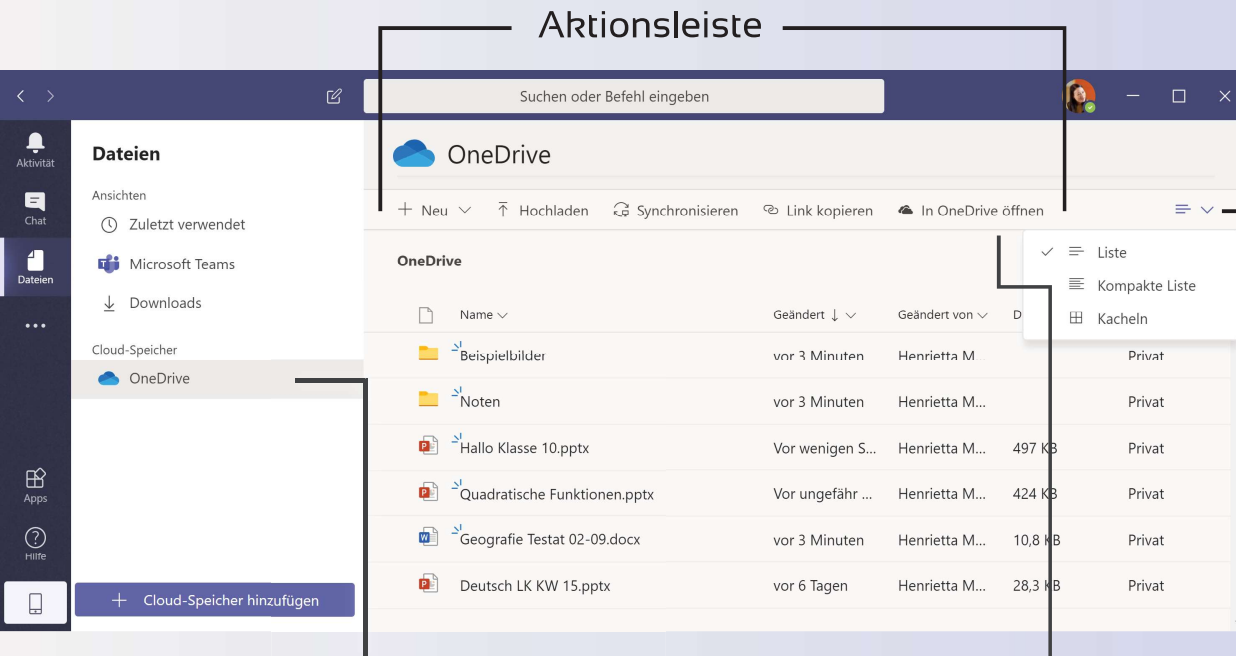 Aktionsleiste
Suchen oder Befehl eingeben
Aktivität
Chat
Dateien
Apps
Hilfe
Dateien
Ansichten
Zuletzt verwendet
Microsoft Teams
Downloads
Cloud-Speicher
OneDrive
+ Cloud-Speicher hinzufügen
OneDrive
+ Neu Hochladen Synchronisieren Link kopieren In OneDrive öffnen
Liste
Kompakte Liste
Kacheln
OneDrive
Name Geändert ↓ Geändert von D
Beispielbilder vor 3 Minuten Henrietta M... Privat
Noten vor 3 Minuten Henrietta M... Privat
Hallo Klasse 10.pptx Vor wenigen S... Henrietta M... 497 KB Privat
Quadratische Funktionen.pptx Vor ungefähr ... Henrietta M... 424 KB Privat
Geografie Testat 02-09.docx vor 3 Minuten Henrietta M... 10,8 KB Privat
Deutsch LK KW 15.pptx vor 6 Tagen Henrietta M... 28,3 KB Privat